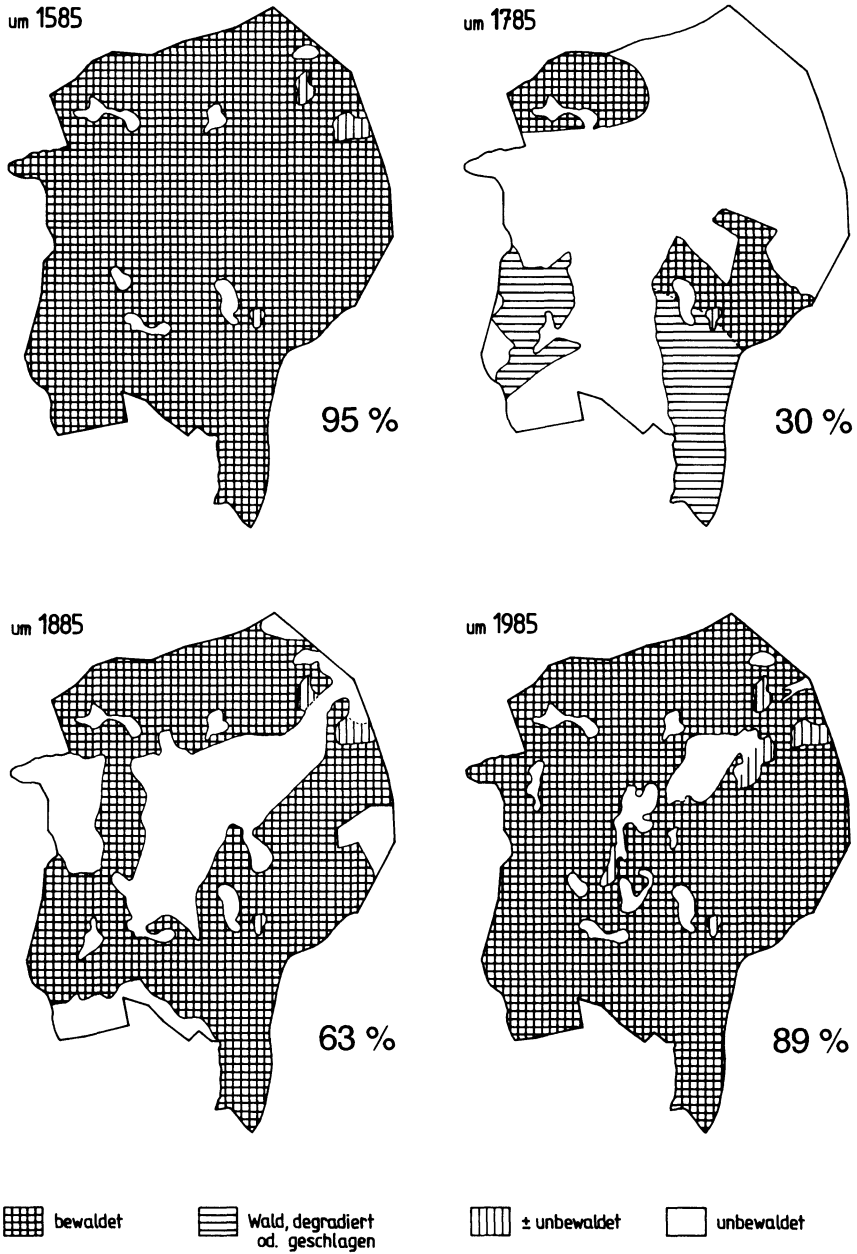 um 1585
um 1785
95 %
30 %
um 1885
um 1985
63 %
89 %
bewaldet
Wald, degradiert
od. geschlagen
± unbewaldet
unbewaldet